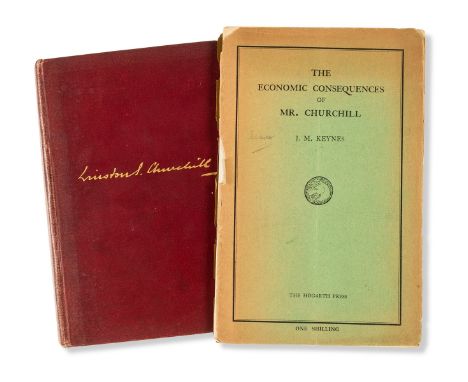 Winston S. Churchill
THE
ECONOMIC CONSEQUENCES
OF
MR. CHURCHILL
J. M. KEYNES
THE HOGARTH PRESS
ONE SHILLING